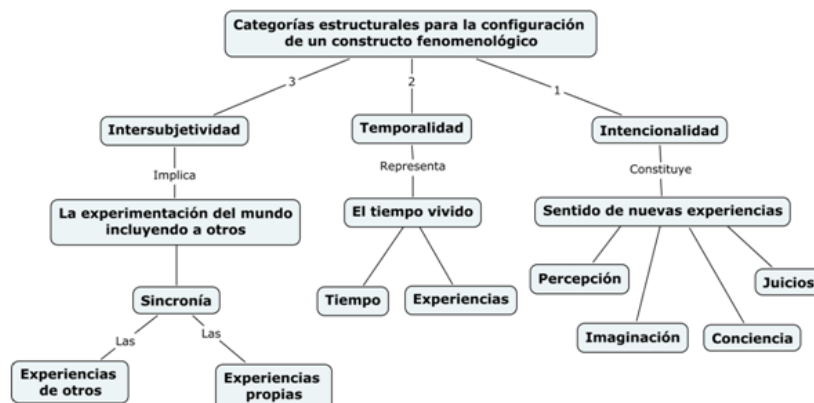 Categorías estructurales para la configuración
de un constructo fenomenológico
3
2
1
Intersubjetividad
Temporalidad
Intencionalidad
Implica
Representa
Constituye
La experimentación del mundo
incluyendo a otros
El tiempo vivido
Sentido de nuevas experiencias
Sincronía
Tiempo
Experiencias
Percepción
Juicios
Imaginación
Conciencia
Las
Las
Experiencias
de otros
Experiencias
propias